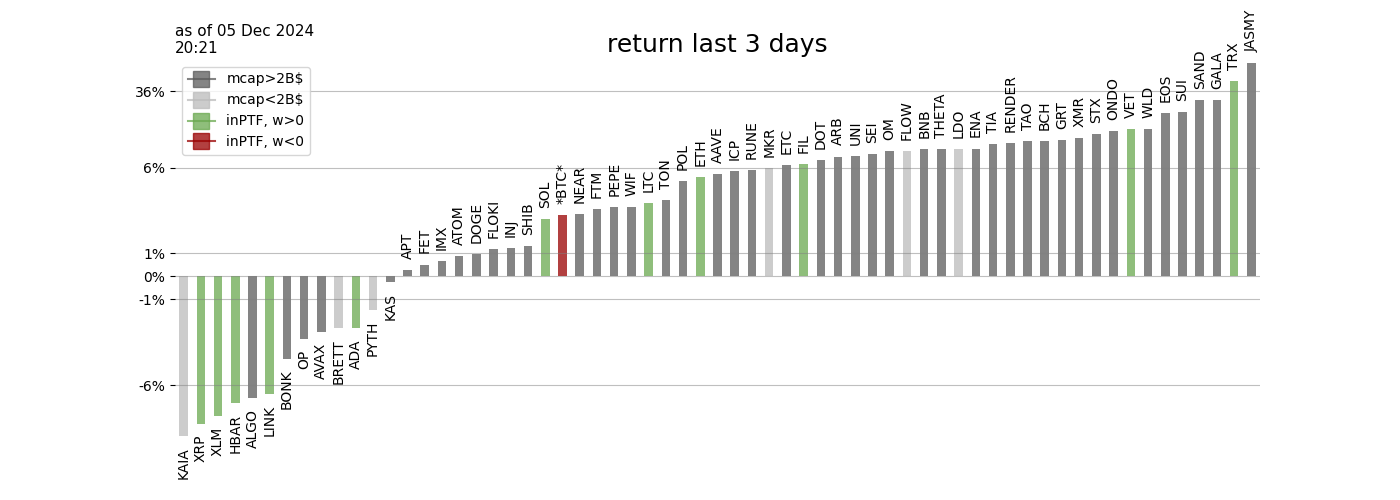 as of 05 Dec 2024
20:21
return last 3 days
mcap>2B$
mcap<2B$
inPTF, w>0
inPTF, w<0
36%
6%
1%
0%
-1%
-6%
KAIA
XRP
XLM
HBAR
ALGO
LINK
BONK
OP
AVAX
BRETT
ADA
PYTH
KAS
APT
FET
IMX
ATOM
DOGE
FLOKI
INJ
SHIB
SOL
*BTC*
NEAR
FTM
PEPE
WIF
LTC
TON
POL
ETH
AAVE
ICP
RUNE
MKR
ETC
FIL
DOT
ARB
UNI
SEI
OM
FLOW
BNB
THETA
LDO
ENA
TIA
RENDER
TAO
BCH
GRT
XMR
STX
ONDO
VET
WLD
EOS
SUI
SAND
GALA
TRX
JASMY